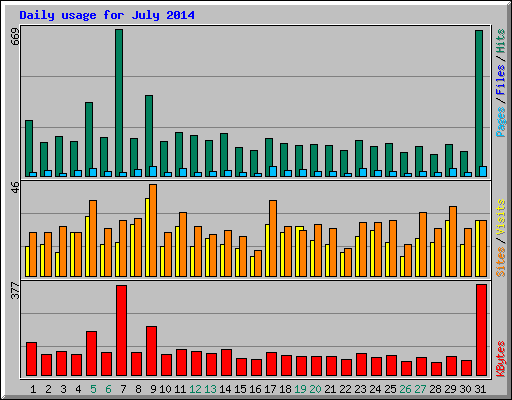 Daily usage for July 2014
669
46
377
Pages / Files / Hits
Sites / Visits
KBytes
1 2 3 4 5 6 7 8 9 10 11 12 13 14 15 16 17 18 19 20 21 22 23 24 25 26 27 28 29 30 31